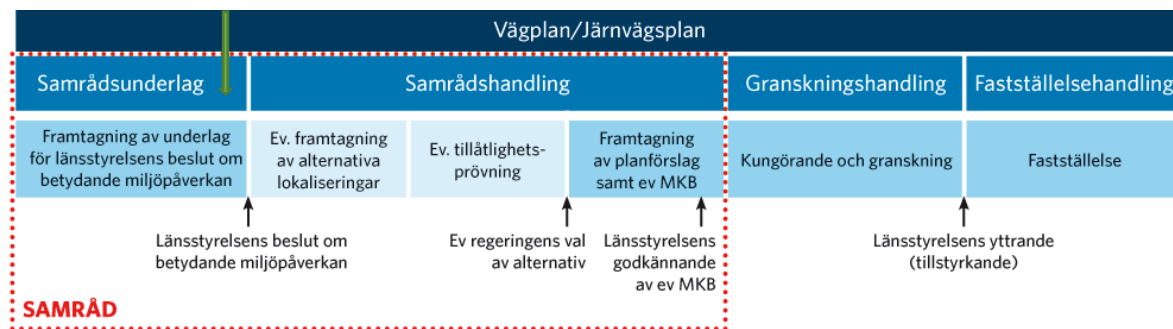 Vägplan/Järnvägsplan
Samrådsunderlag
Samrådshandling
Granskningshandling
Fastställelsehandling
Framtagning av underlag
för länsstyrelsens beslut om
betydande miljöpåverkan
Ev. framtagning
av alternativa
lokaliseringar
Ev. tillåtlighets-
prövning
Framtagning
av planförslag
samt ev MKB
Kungörande och granskning
Fastställelse
Länsstyrelsens beslut om
betydande miljöpåverkan
Ev regeringens val
av alternativ
Länsstyrelsens
godkännande
av ev MKB
Länsstyrelsens yttrande
(tillstyrkande)
SAMRÅD